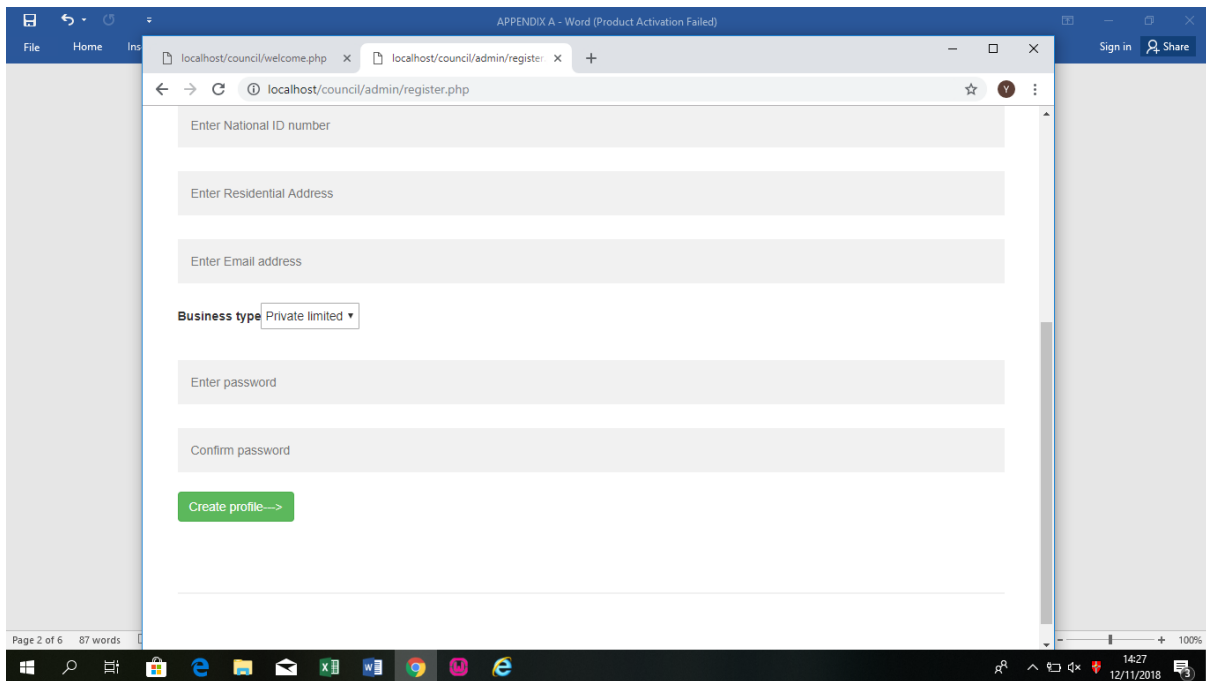 APPENDIX A - Word (Product Activation Failed)
File Home Ins
Sign in Share
localhost/council/welcome.php
localhost/council/admin/register
localhost/council/admin/register.php
Y
Enter National ID number
Enter Residential Address
Enter Email address
Business type Private limited
Enter password
Confirm password
Create profile--->
Page 2 of 6 87 words
100%
14:27
12/11/2018
3